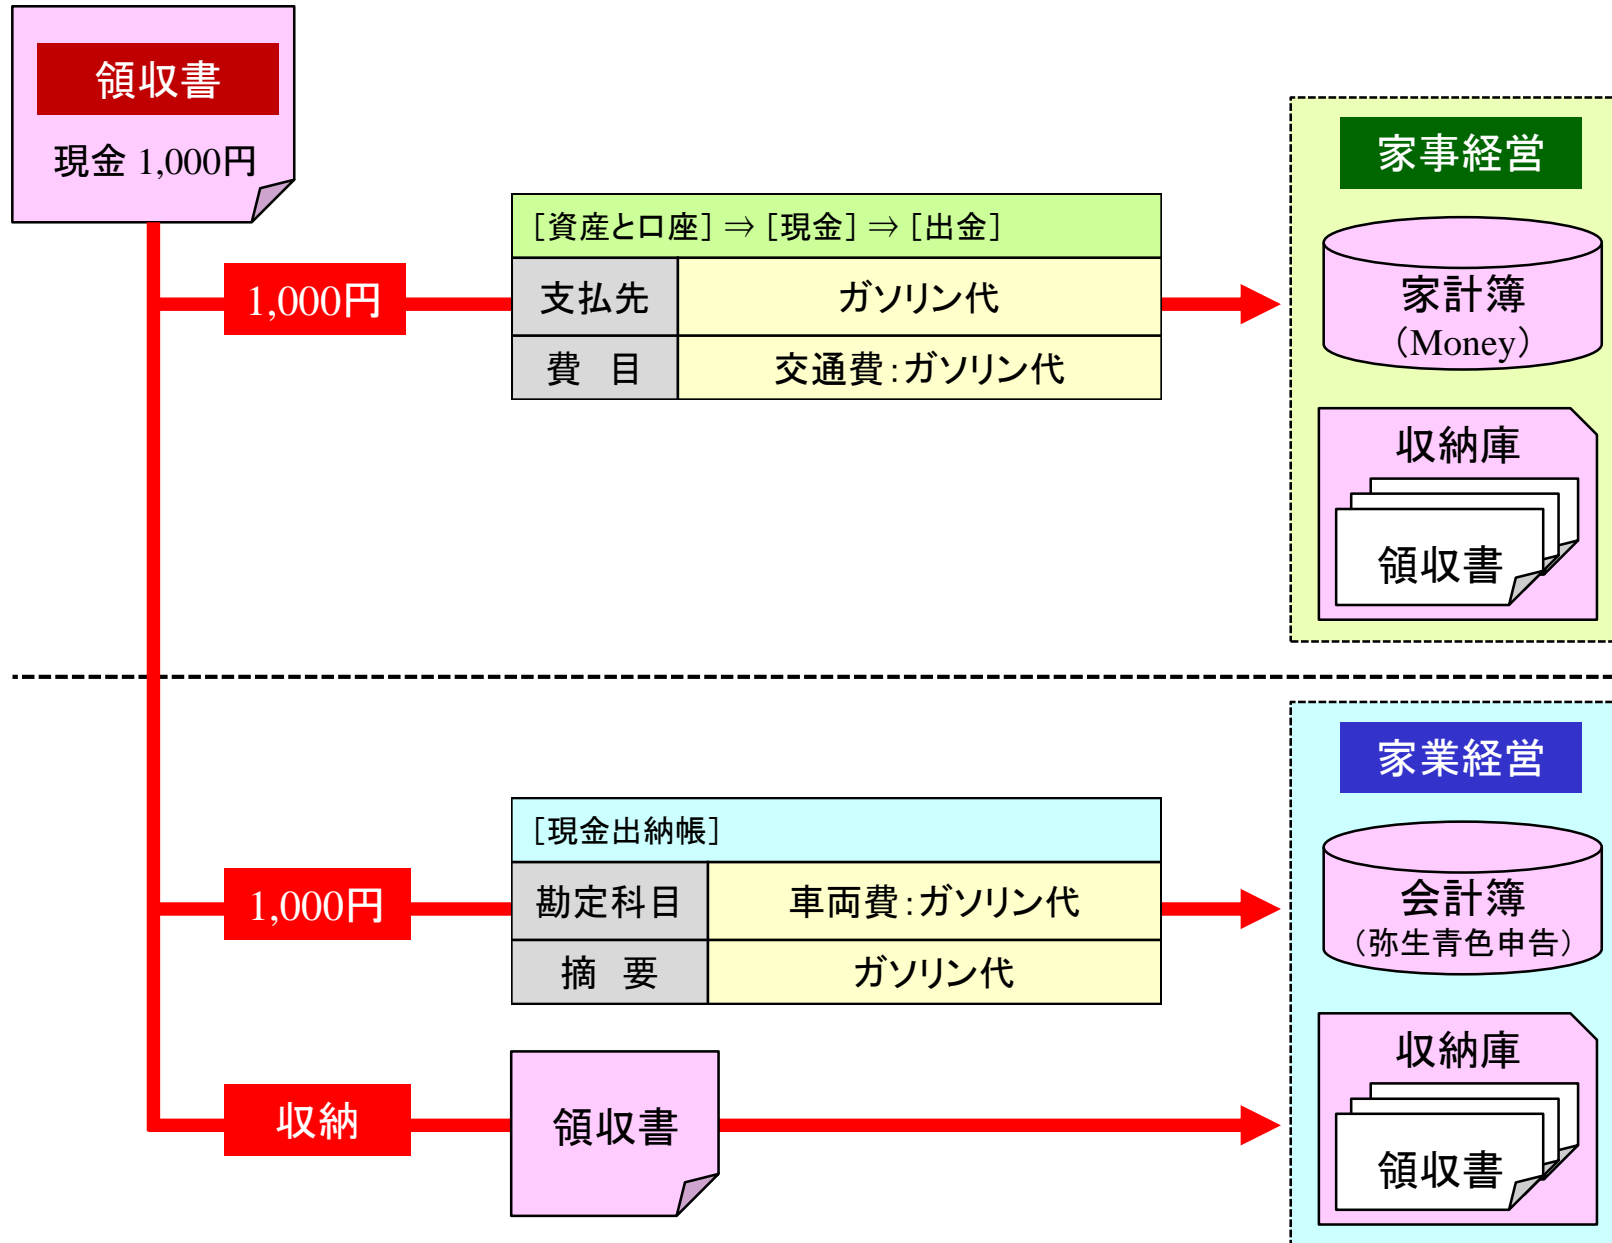 領収書
現金 1,000円
家事経営
[資産と口座]⇒[現金]⇒[出金]
1,000円
支払先
ガソリン代
費 目
交通費:ガソリン代
家計簿
(Money)
収納庫
領収書
家業経営
[現金出納帳]
1,000円
勘定科目
車両費:ガソリン代
摘 要
ガソリン代
会計簿
(弥生青色申告)
収納
領収書
収納庫
領収書